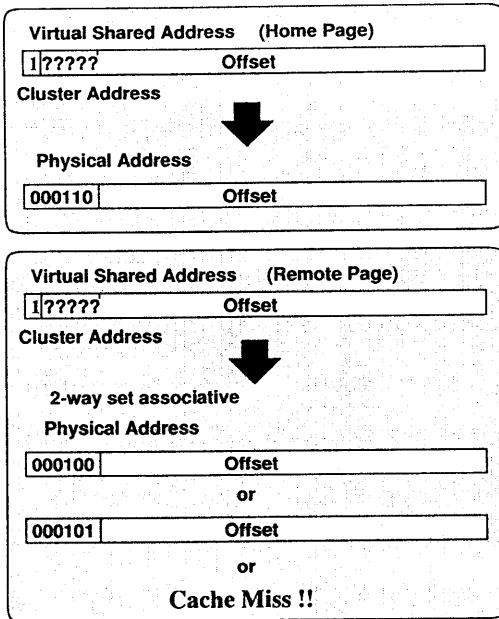 Virtual Shared Address (Home Page)
1 ????? Offset
Cluster Address
Physical Address
000110 Offset
Virtual Shared Address (Remote Page)
1 ????? Offset
Cluster Address
2-way set associative
Physical Address
000100 Offset
or
000101 Offset
or
Cache Miss !!